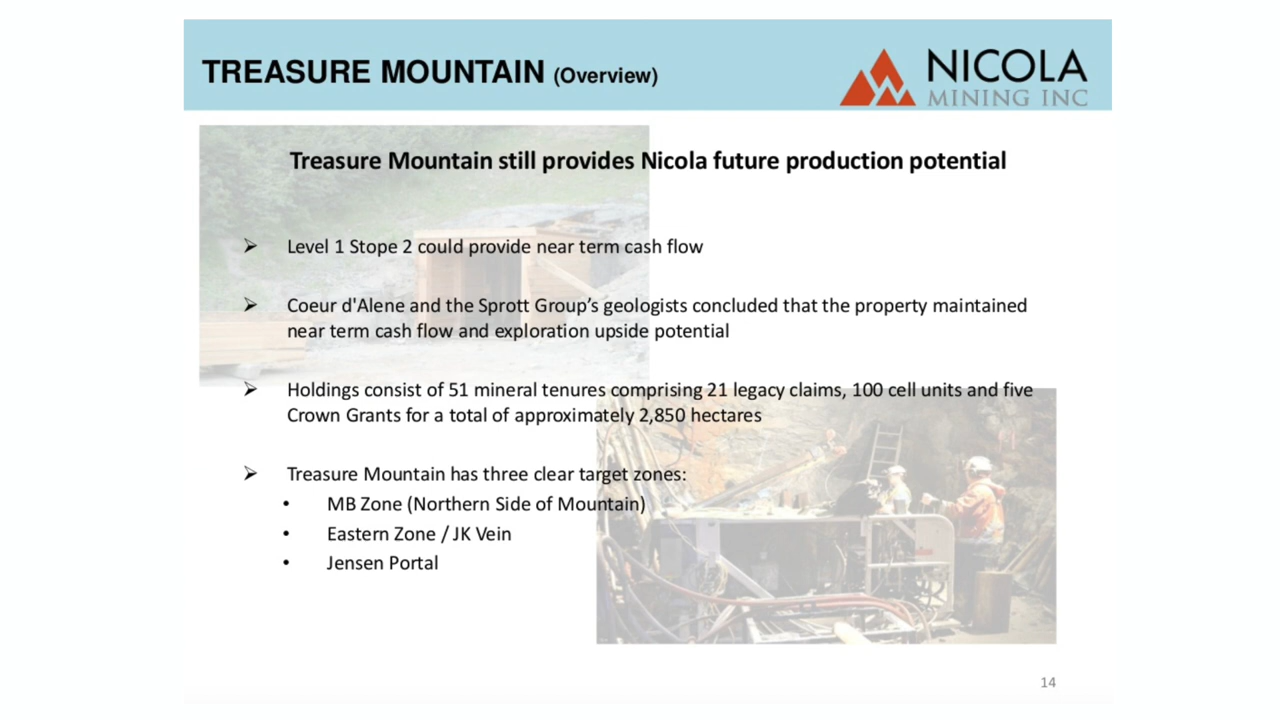 TREASURE MOUNTAIN (Overview)
NICOLA
MINING INC
Treasure Mountain still provides Nicola future production potential
➢ Level 1 Stope 2 could provide near term cash flow
➢ Coeur d'Alene and the Sprott Group’s geologists concluded that the property maintained
near term cash flow and exploration upside potential
➢ Holdings consist of 51 mineral tenures comprising 21 legacy claims, 100 cell units and five
Crown Grants for a total of approximately 2,850 hectares
➢ Treasure Mountain has three clear target zones:
• MB Zone (Northern Side of Mountain)
• Eastern Zone / JK Vein
• Jensen Portal
14